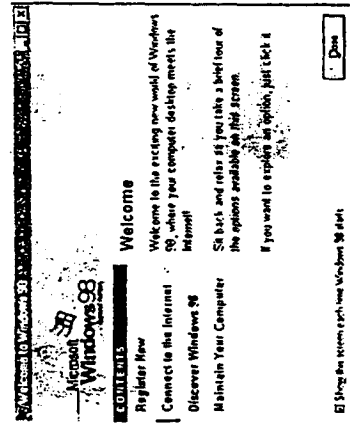 Welcome to Windows 98
Microsoft
Windows98
CONTENTS
Register Now
Connect to the Internet
Discover Windows 98
Maintain Your Computer
Welcome
Welcome to the exciting new world of Windows
98, where your computer desktop meets the
Internet!
Sit back and relax as you take a brief tour of
the options available on this screen.
If you want to explore an option, just click it
Show this screen each time Windows 98 starts